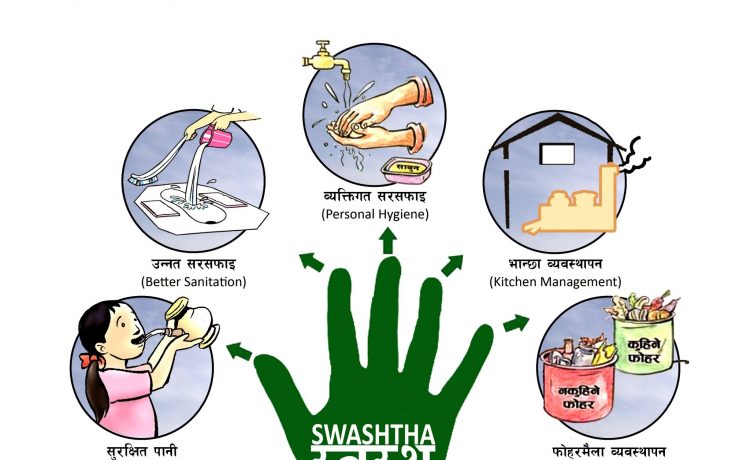 साबुन
व्यक्तिगत सरसफाइ
(Personal Hygiene)
उन्नत सरसफाइ
(Better Sanitation)
भान्छा व्यवस्थापन
(Kitchen Management)
कुहिने
फोहर
नकुहिने
फोहर
सुरक्षित पानी
फोहरमैला व्यवस्थापन
SWASHTHA
स्वस्थ